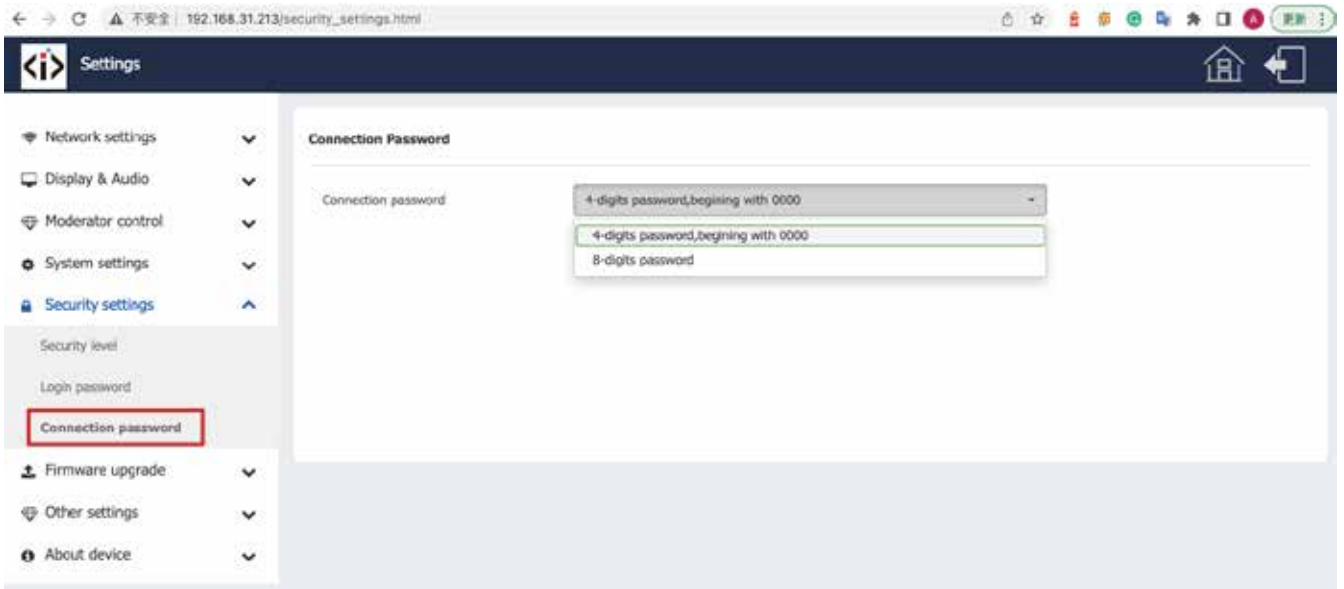 不安全 192.168.31.213/security_settings.html
更新
<i> Settings
Network settings
Display & Audio
Moderator control
System settings
Security settings
Security level
Login password
Connection password
Firmware upgrade
Other settings
About device
Connection Password
Connection password
4-digits password,begining with 0000
4-digits password,begining with 0000
8-digits password